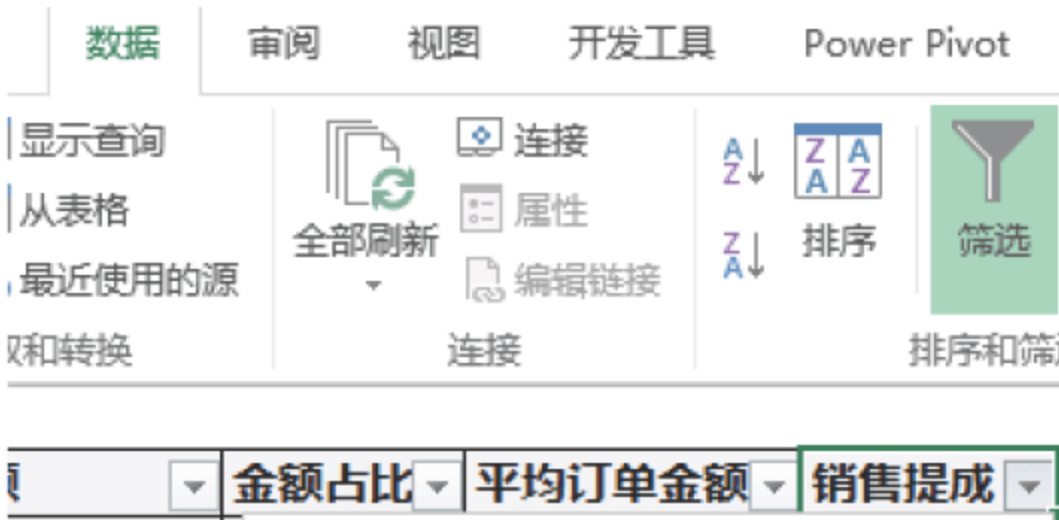 数据 审阅 视图 开发工具 Power Pivot
显示查询 连接
从表格 属性
全部刷新 排序 筛选
最近使用的源 编辑链接
和转换 连接 排序和筛
金额占比 平均订单金额 销售提成